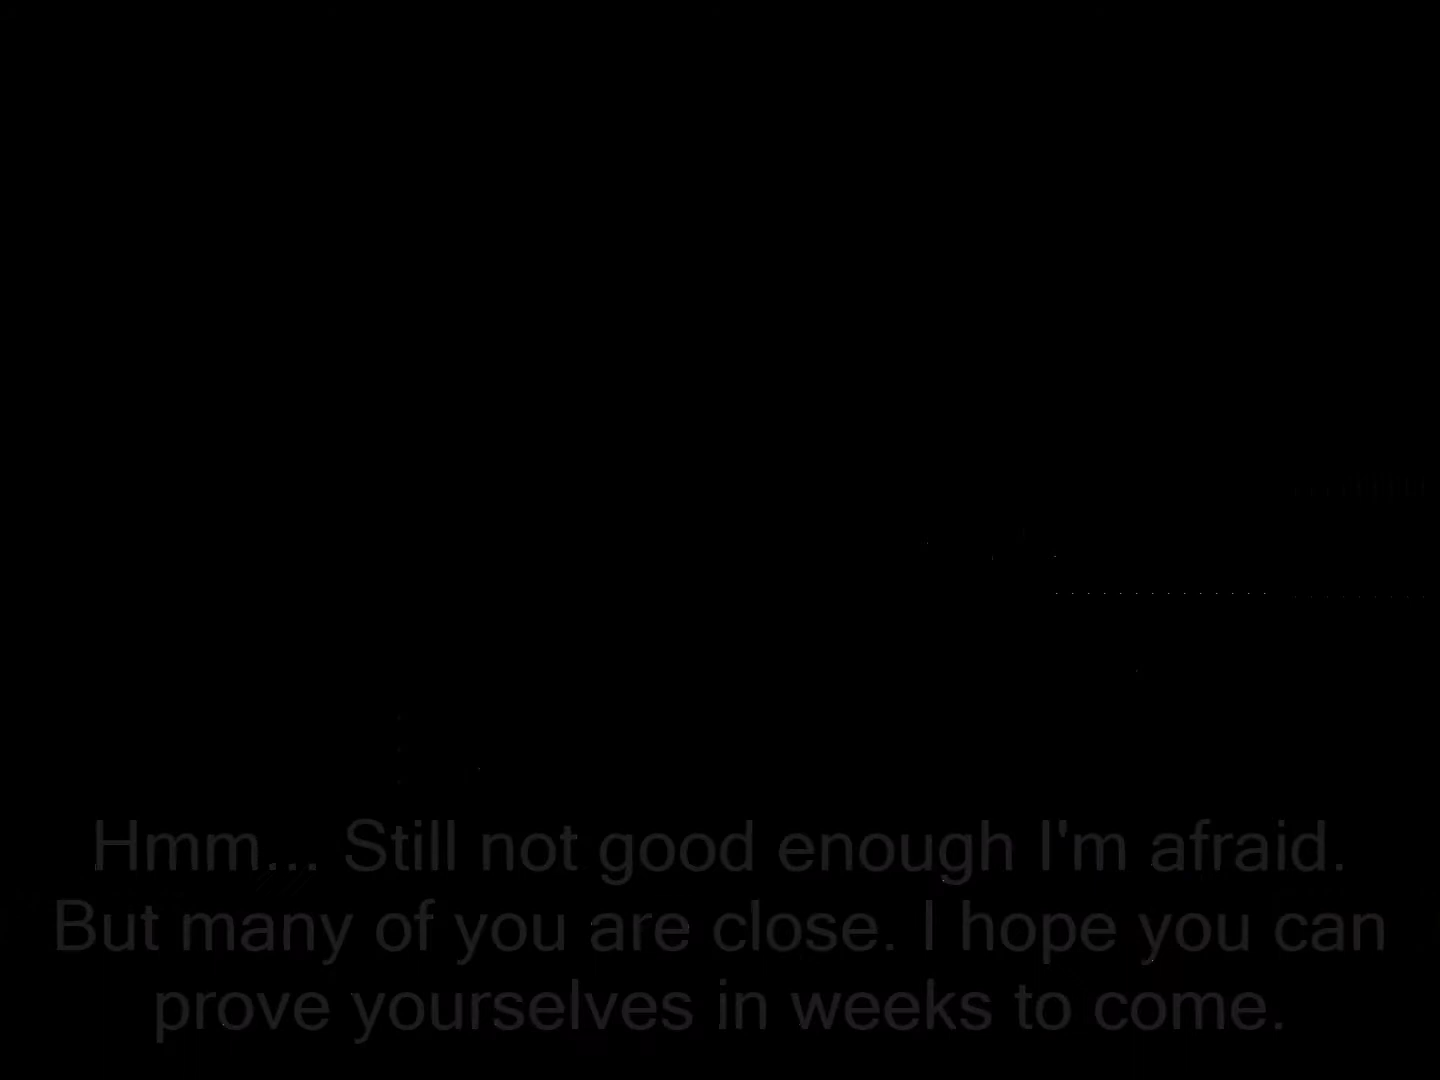 Hmm... Still not good enough I'm afraid.
But many of you are close. I hope you can
prove yourselves in weeks to come.